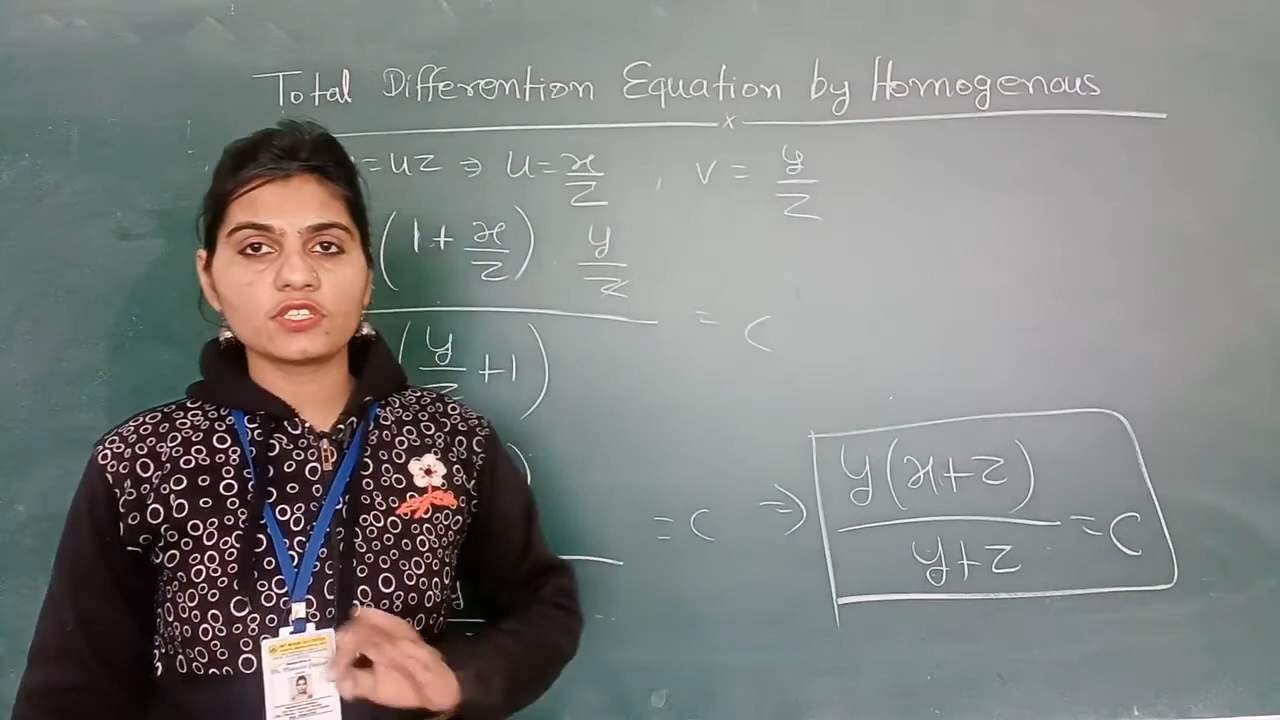 Total Differention Equation by Homogenous
= uz ⇒ u = x/z , v = y/z
(1 + x/z) . y/z
= c
(y/z + 1)
) = c ⇒ y(x+z)/y+z = c